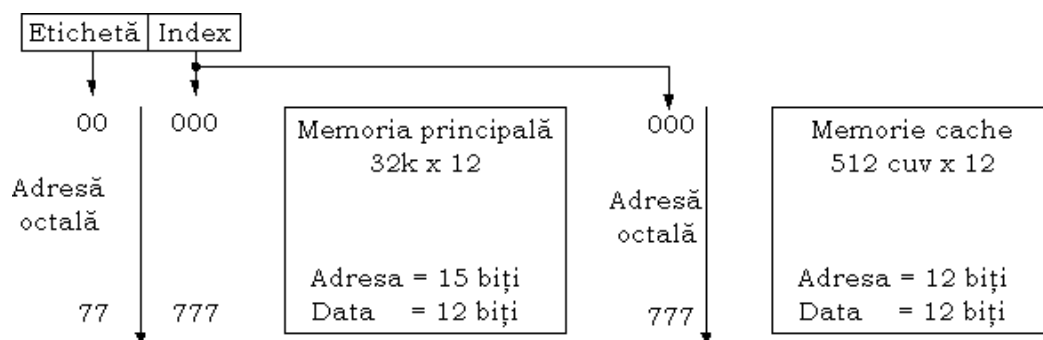 Etichetă Index
00 000
Adresă
octală
77 777
Memoria principală
32k x 12
Adresa = 15 biți
Data = 12 biți
000
Adresă
octală
777
Memorie cache
512 cuv x 12
Adresa = 12 biți
Data = 12 biți